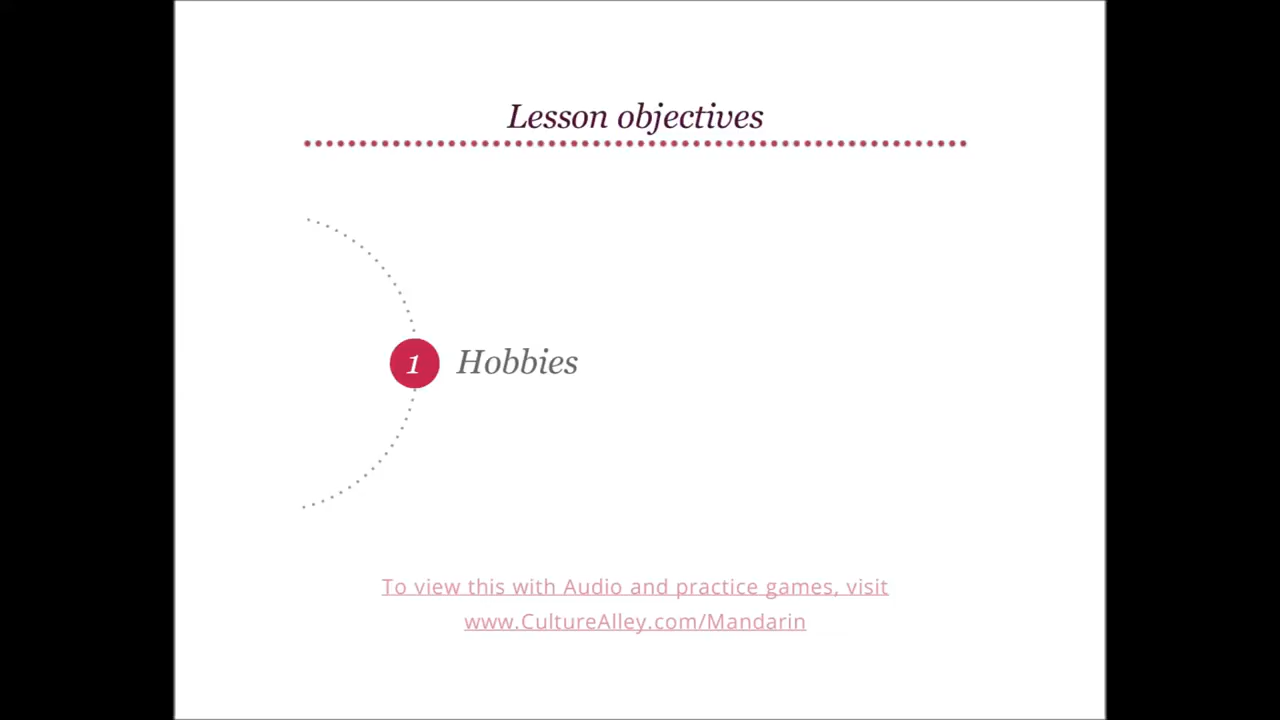 Lesson objectives
1 Hobbies
To view this with Audio and practice games, visit
www.CultureAlley.com/Mandarin